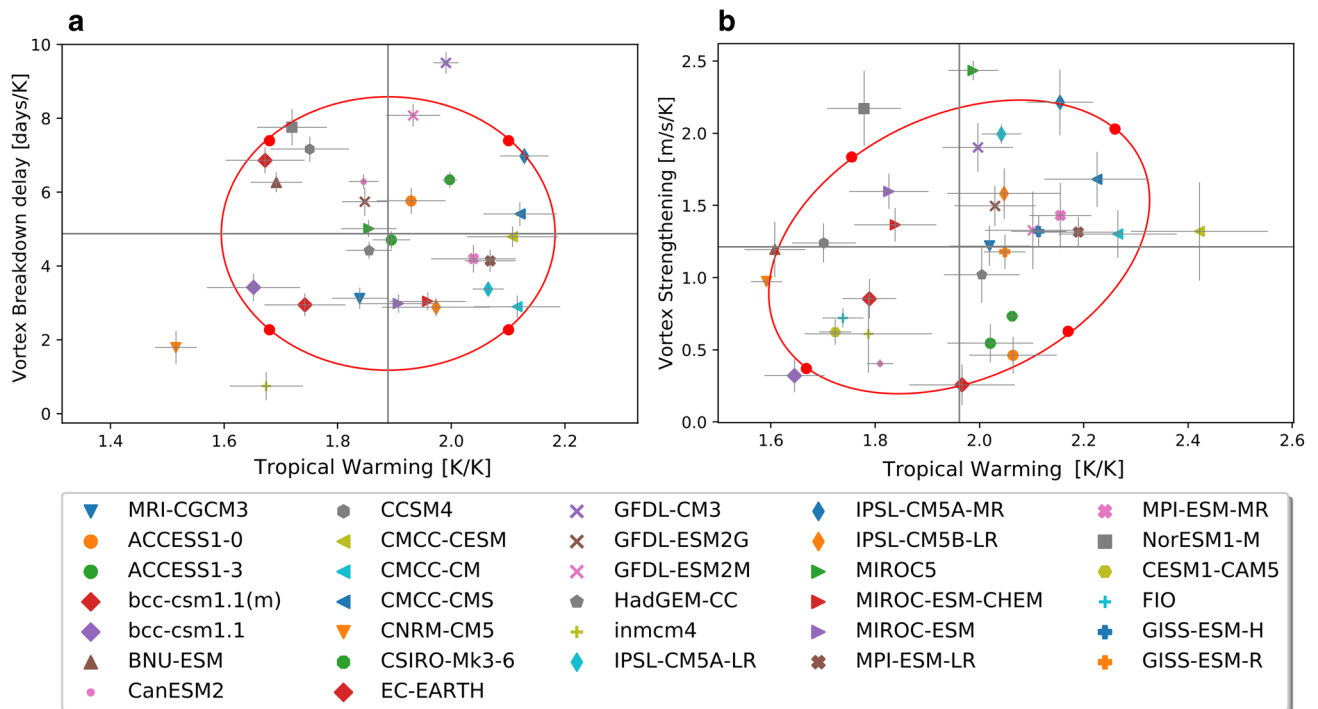 a
b
Vortex Breakdown delay [days/K]
10
8
6
4
2
0
1.4 1.6 1.8 2.0 2.2
Tropical Warming [K/K]
Vortex Strengthening [m/s/K]
2.5
2.0
1.5
1.0
0.5
0.0
1.6 1.8 2.0 2.2 2.4 2.6
Tropical Warming [K/K]
MRI-CGCM3
ACCESS1-0
ACCESS1-3
bcc-csm1.1(m)
bcc-csm1.1
BNU-ESM
CanESM2
CCSM4
CMCC-CESM
CMCC-CM
CMCC-CMS
CNRM-CM5
CSIRO-Mk3-6
EC-EARTH
GFDL-CM3
GFDL-ESM2G
GFDL-ESM2M
HadGEM-CC
inmcm4
IPSL-CM5A-LR
IPSL-CM5A-MR
IPSL-CM5B-LR
MIROC5
MIROC-ESM-CHEM
MIROC-ESM
MPI-ESM-LR
MPI-ESM-MR
NorESM1-M
CESM1-CAM5
FIO
GISS-ESM-H
GISS-ESM-R